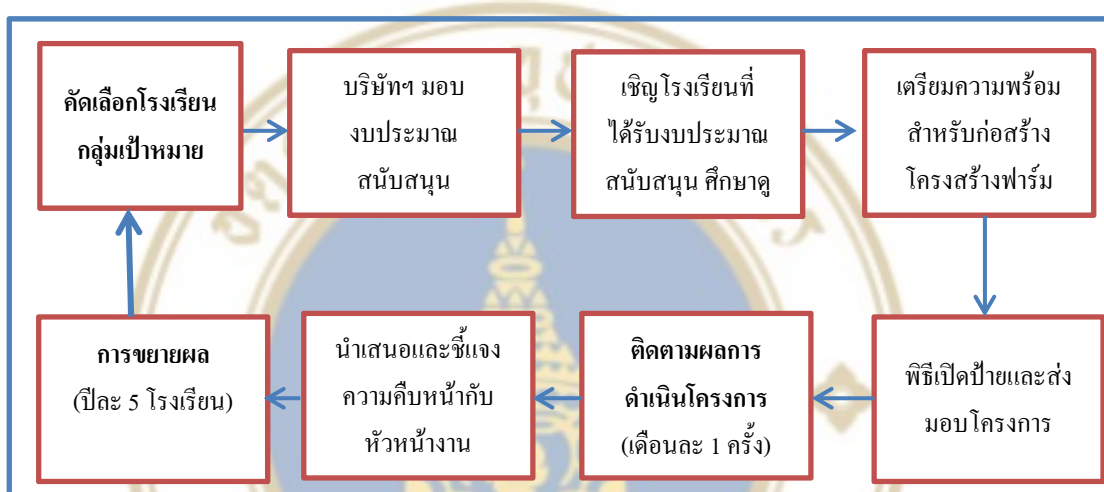 คัดเลือกโรงเรียน
กลุ่มเป้าหมาย
บริษัทฯ มอบ
งบประมาณ
สนับสนุน
เชิญโรงเรียนที่
ได้รับงบประมาณ
สนับสนุน ศึกษาดู
เตรียมความพร้อม
สำหรับก่อสร้าง
โครงสร้างฟาร์ม
การขยายผล
(ปีละ 5 โรงเรียน)
นำเสนอและชี้แจง
ความคืบหน้ากับ
หัวหน้างาน
ติดตามผลการ
ดำเนินโครงการ
(เดือนละ 1 ครั้ง)
พิธีเปิดป้ายและส่ง
มอบโครงการ